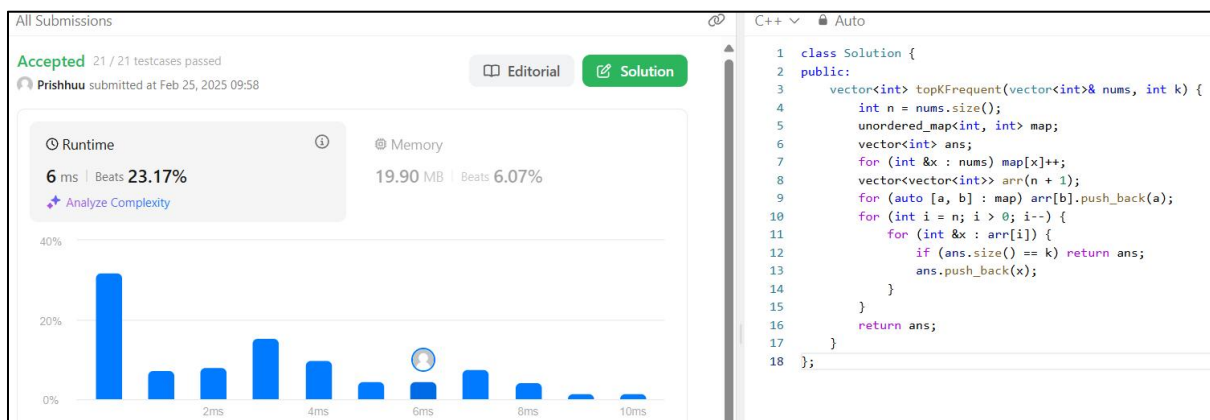 All Submissions
Accepted 21 / 21 testcases passed
Prishhuu submitted at Feb 25, 2025 09:58
Editorial
Solution
Runtime
6 ms | Beats 23.17%
Analyze Complexity
Memory
19.90 MB | Beats 6.07%
40%
20%
0%
2ms 4ms 6ms 8ms 10ms
C++ Auto
1 class Solution {
2 public:
3 vector<int> topKFrequent(vector<int>& nums, int k) {
4 int n = nums.size();
5 unordered_map<int, int> map;
6 vector<int> ans;
7 for (int &x : nums) map[x]++;
8 vector<vector<int>> arr(n + 1);
9 for (auto [a, b] : map) arr[b].push_back(a);
10 for (int i = n; i > 0; i--) {
11 for (int &x : arr[i]) {
12 if (ans.size() == k) return ans;
13 ans.push_back(x);
14 }
15 }
16 return ans;
17 }
18 };